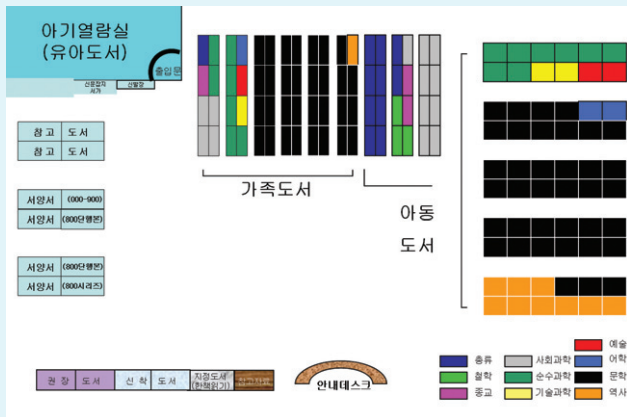 아기열람실
(유아도서)
출입문
신문잡지
서가
신발장
참고 도서
참고 도서
서양서 (000-900)
서양서 (800단행본)
서양서 (800단행본)
서양서 (800시리즈)
가족도서
아동
도서
권장 도서
신착 도서
지정도서
(한책읽기)
안내데스크
총류
철학
종교
사회과학
순수과학
기술과학
예술
어학
문학
역사